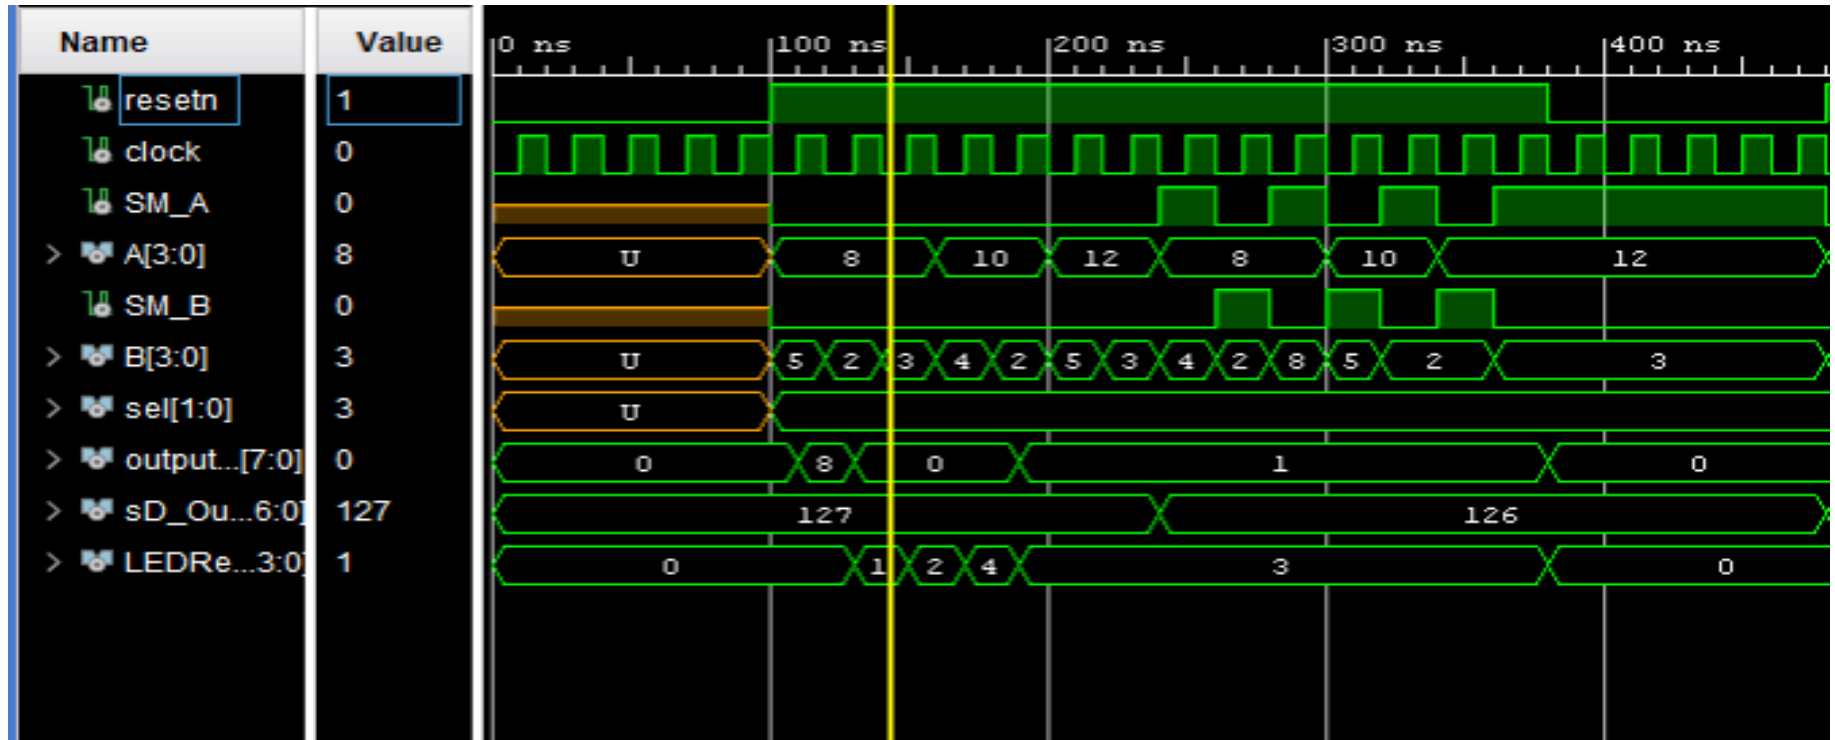 Name Value 0 ns 100 ns 200 ns 300 ns 400 ns
resetn 1
clock 0
SM_A 0
A[3:0] 8 U 8 10 12 8 10 12
SM_B 0
B[3:0] 3 U 5 2 3 4 2 5 3 4 2 8 5 2 3
sel[1:0] 3 U
output...[7:0] 0 0 8 0 1 0
sD_Ou...6:0] 127 127 126
LEDRe...3:0] 1 0 1 2 4 3 0